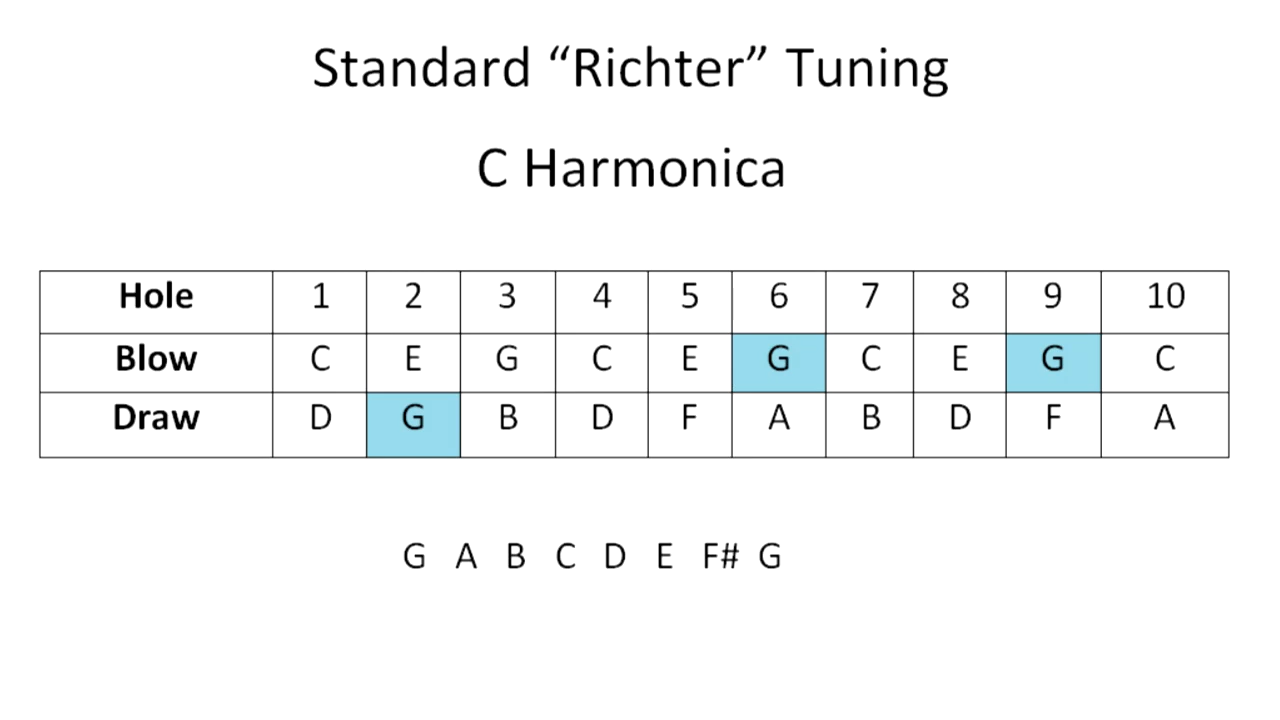 Standard “Richter” Tuning
C Harmonica
Hole 1 2 3 4 5 6 7 8 9 10
Blow C E G C E G C E G C
Draw D G B D F A B D F A
G A B C D E F# G